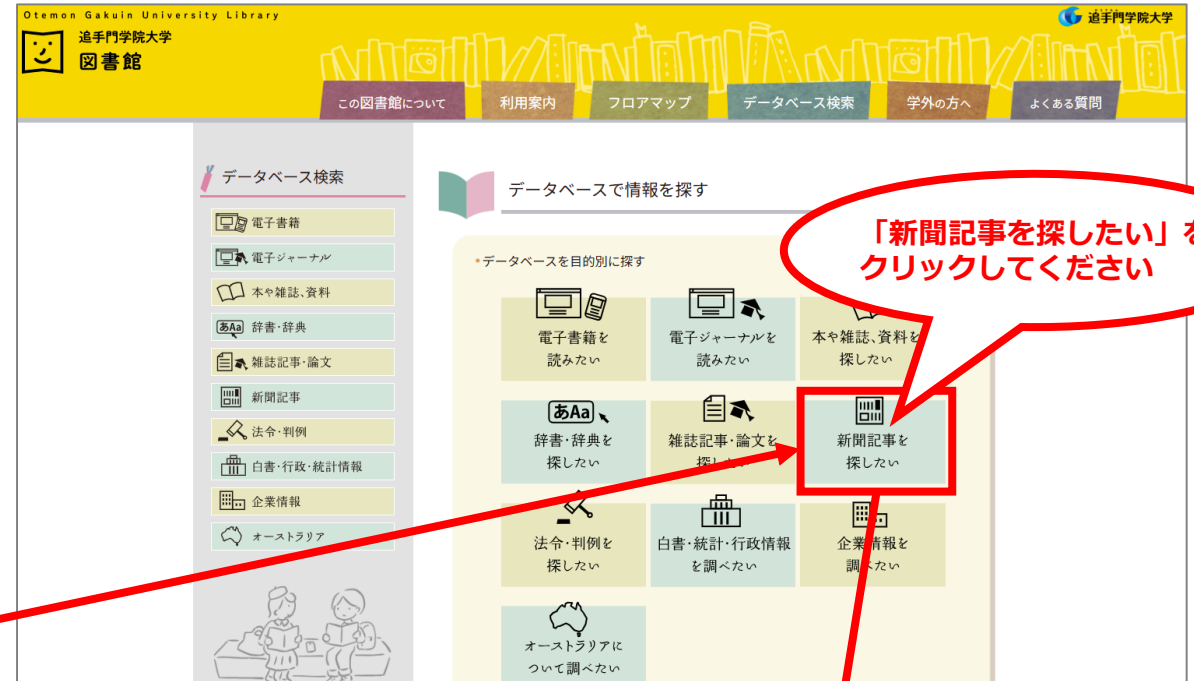 Otemon Gakuin University Library
追手門学院大学
図書館
追手門学院大学
この図書館について
利用案内
フロアマップ
データベース検索
学外の方へ
よくある質問
データベース検索
電子書籍
電子ジャーナル
本や雑誌、資料
あAa 辞書・辞典
雑誌記事・論文
新聞記事
法令・判例
白書・行政・統計情報
企業情報
オーストラリア
データベースで情報を探す
「新聞記事を探したい」を
クリックしてください
•データベースを目的別に探す
電子書籍を
読みたい
電子ジャーナルを
読みたい
本や雑誌、資料を
探したい
あAa
辞書・辞典を
探したい
雑誌記事・論文を
探したい
新聞記事を
探したい
法令・判例を
探したい
白書・統計・行政情報
を調べたい
企業情報を
調べたい
オーストラリアに
ついて調べたい